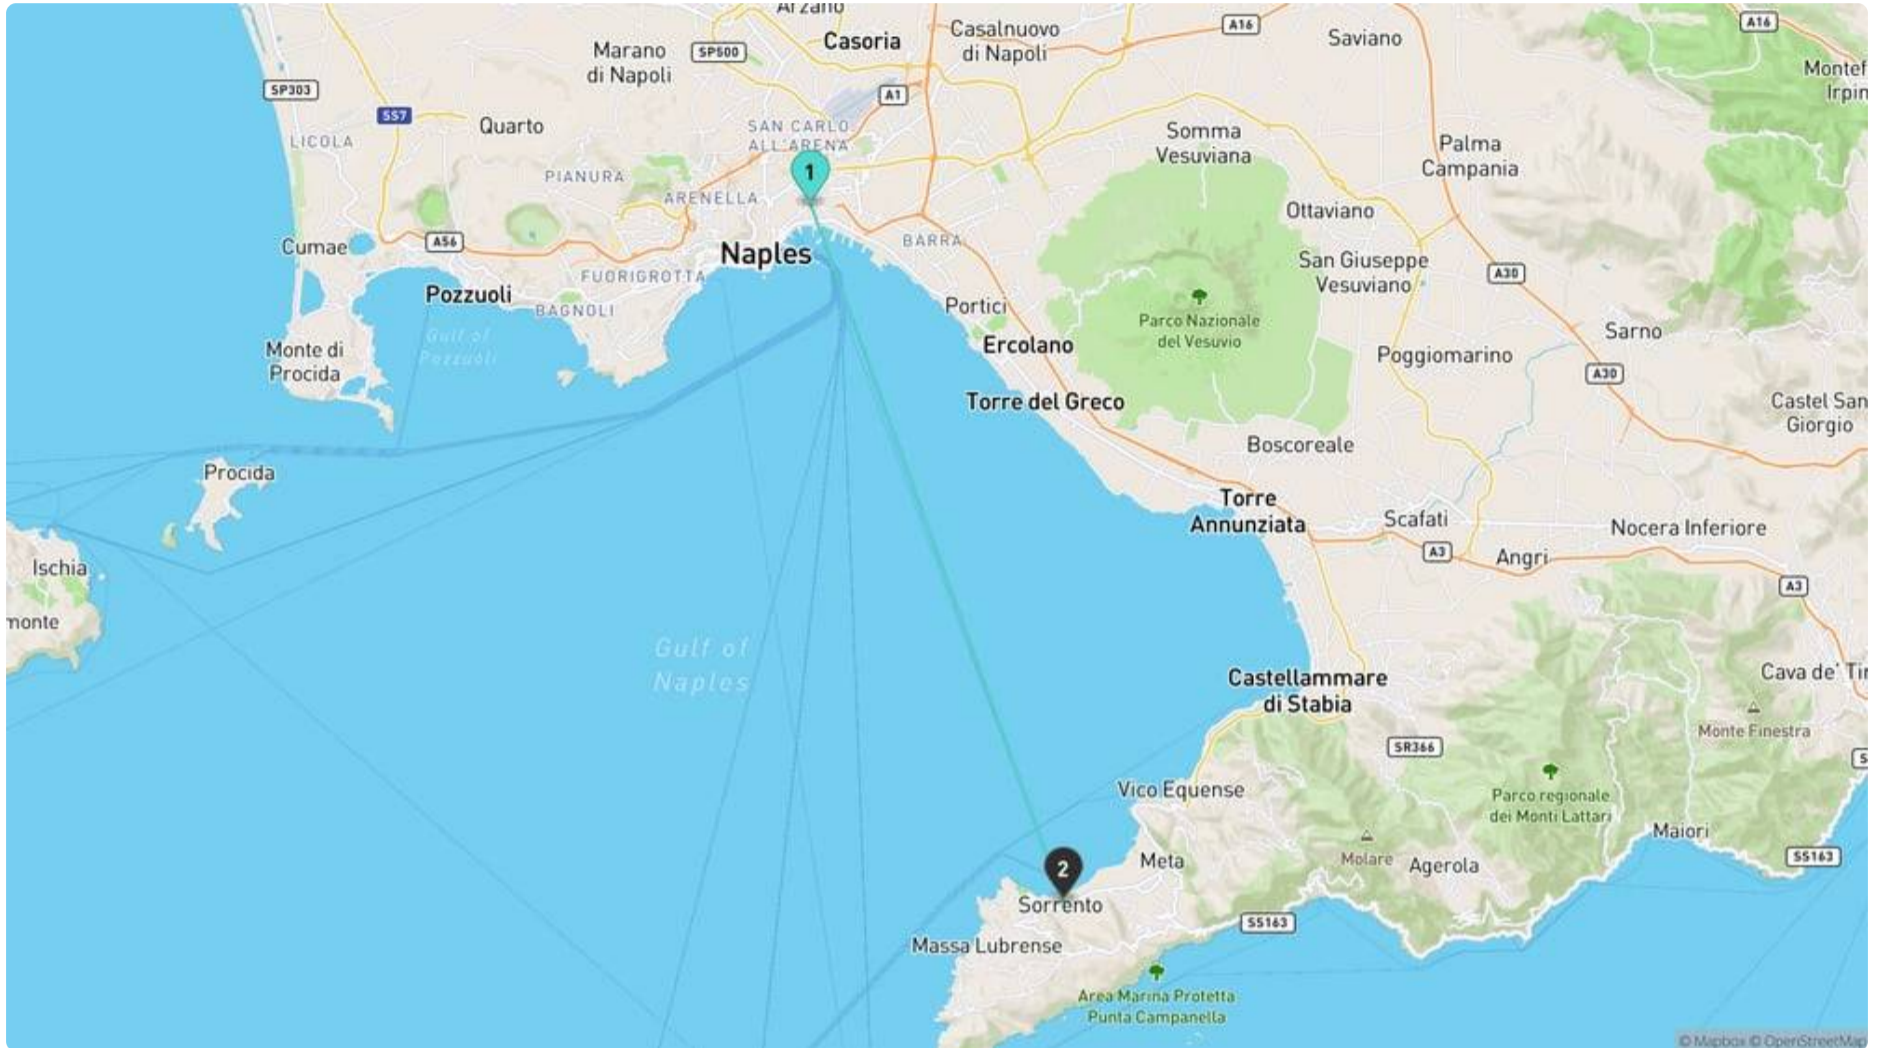 Arzano
Casalnuovo
di Napoli
A16
A16
Saviano
Marano
di Napoli
SP500
Casoria
Montef
Irpin
SP303
A1
SS7
Quarto
LICOLA
SAN CARLO
ALL'ARENA
Somma
Vesuviana
Palma
Campania
1
PIANURA
ARENELLA
Ottaviano
Cumae
A56
Naples
BARRA
San Giuseppe
Vesuviano
A30
FUORIGROTTA
Pozzuoli
BAGNOLI
Portici
Parco Nazionale
del Vesuvio
Sarno
Gulf of
Pozzuoli
Monte di
Procida
Ercolano
Poggiomarino
A30
Torre del Greco
Castel San
Giorgio
Boscoreale
Procida
Torre
Annunziata
Scafati
Nocera Inferiore
A3
Angri
Ischia
A3
monte
Gulf of
Naples
Castellammare
di Stabia
Cava de' Tir
Monte Finestra
SR366
S
Vico Equense
Parco regionale
dei Monti Lattari
Maiori
2
Meta
Molare
Agerola
SS163
Sorrento
SS163
Massa Lubrense
Area Marina Protetta
Punta Campanella
© Mapbox © OpenStreetMap